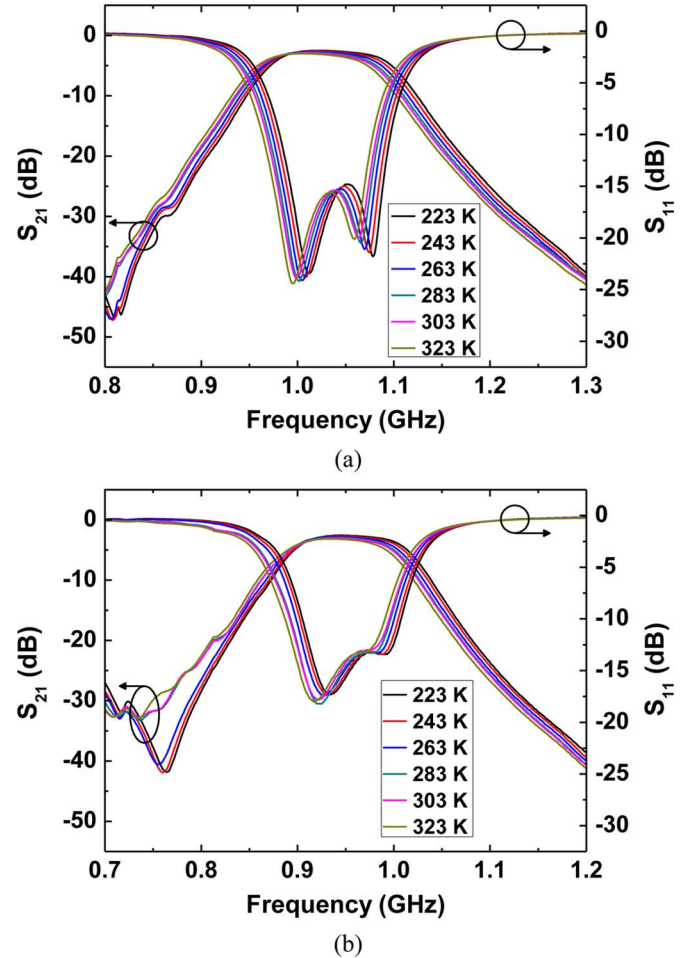 0
-10
-20
-30
-40
-50
S21 (dB)
0
-5
-10
-15
-20
-25
-30
S11 (dB)
223 K
243 K
263 K
283 K
303 K
323 K
0.8 0.9 1.0 1.1 1.2 1.3
Frequency (GHz)
(a)
0
-10
-20
-30
-40
-50
S21 (dB)
0
-5
-10
-15
-20
-25
-30
S11 (dB)
223 K
243 K
263 K
283 K
303 K
323 K
0.7 0.8 0.9 1.0 1.1 1.2
Frequency (GHz)
(b)